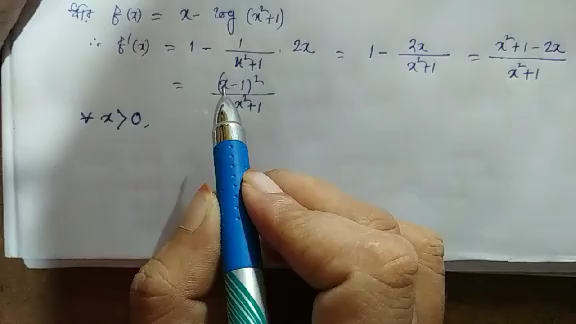 ধরি f(x) = x - log (x²+1)
∴ f'(x) = 1 - 1/(x²+1) . 2x = 1 - 2x/(x²+1) = (x²+1-2x)/(x²+1)
= (x-1)²/(x²+1)
∀ x>0,